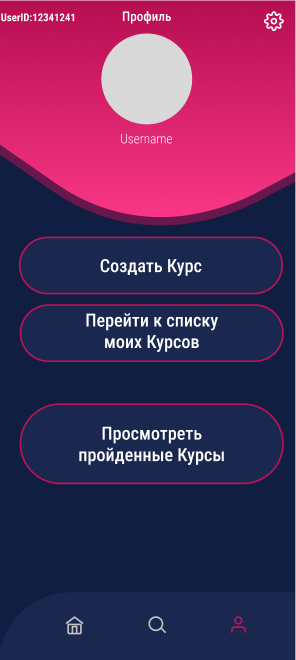 UserID:12341241
Профиль
Username
Создать Курс
Перейти к списку
моих Курсов
Просмотреть
пройденные Курсы